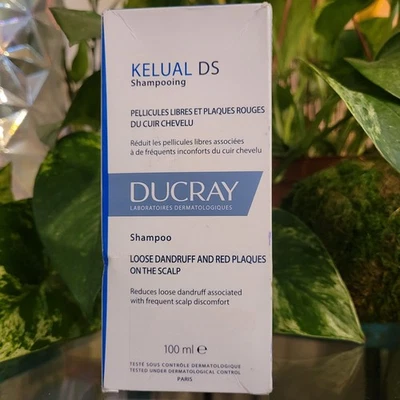 KELUAL DS
Shampooing
PELLICULES LIBRES ET PLAQUES ROUGES
DU CUIR CHEVELU
Réduit les pellicules libres associées
à de fréquents inconforts du cuir chevelu
DUCRAY
LABORATOIRES DERMATOLOGIQUES
Shampoo
LOOSE DANDRUFF AND RED PLAQUES
ON THE SCALP
Reduces loose dandruff associated
with frequent scalp discomfort
100 ml ℮
TESTÉ SOUS CONTRÔLE DERMATOLOGIQUE
TESTED UNDER DERMATOLOGICAL CONTROL
PARIS